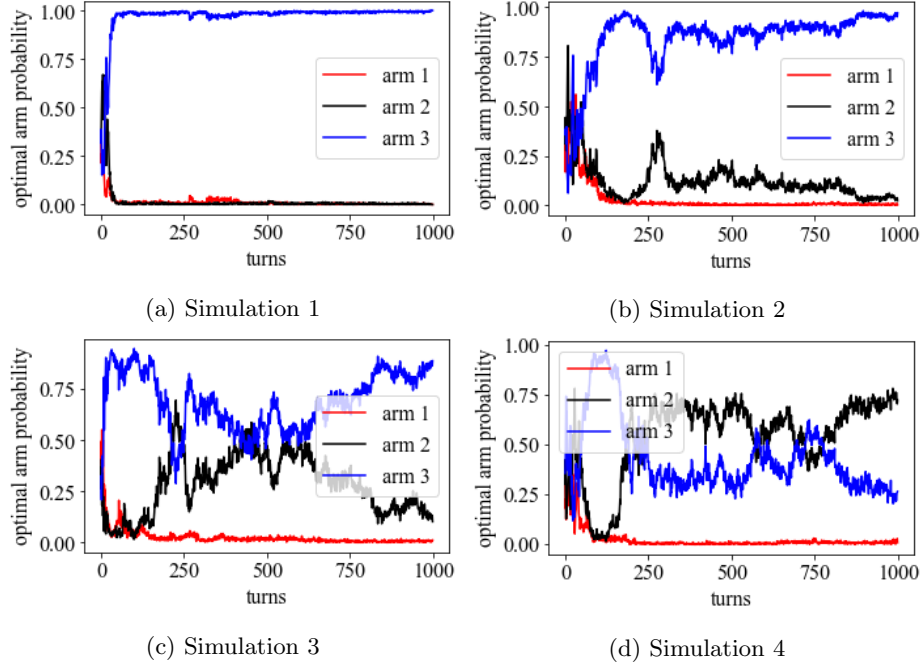 optimal arm probability
1.00
0.75
0.50
0.25
0.00
arm 1
arm 2
arm 3
0 250 500 750 1000
turns
(a) Simulation 1
optimal arm probability
1.00
0.75
0.50
0.25
0.00
arm 1
arm 2
arm 3
0 250 500 750 1000
turns
(b) Simulation 2
optimal arm probability
0.75
0.50
0.25
0.00
arm 1
arm 2
arm 3
0 250 500 750 1000
turns
(c) Simulation 3
optimal arm probability
1.00
0.75
0.50
0.25
0.00
arm 1
arm 2
arm 3
0 250 500 750 1000
turns
(d) Simulation 4